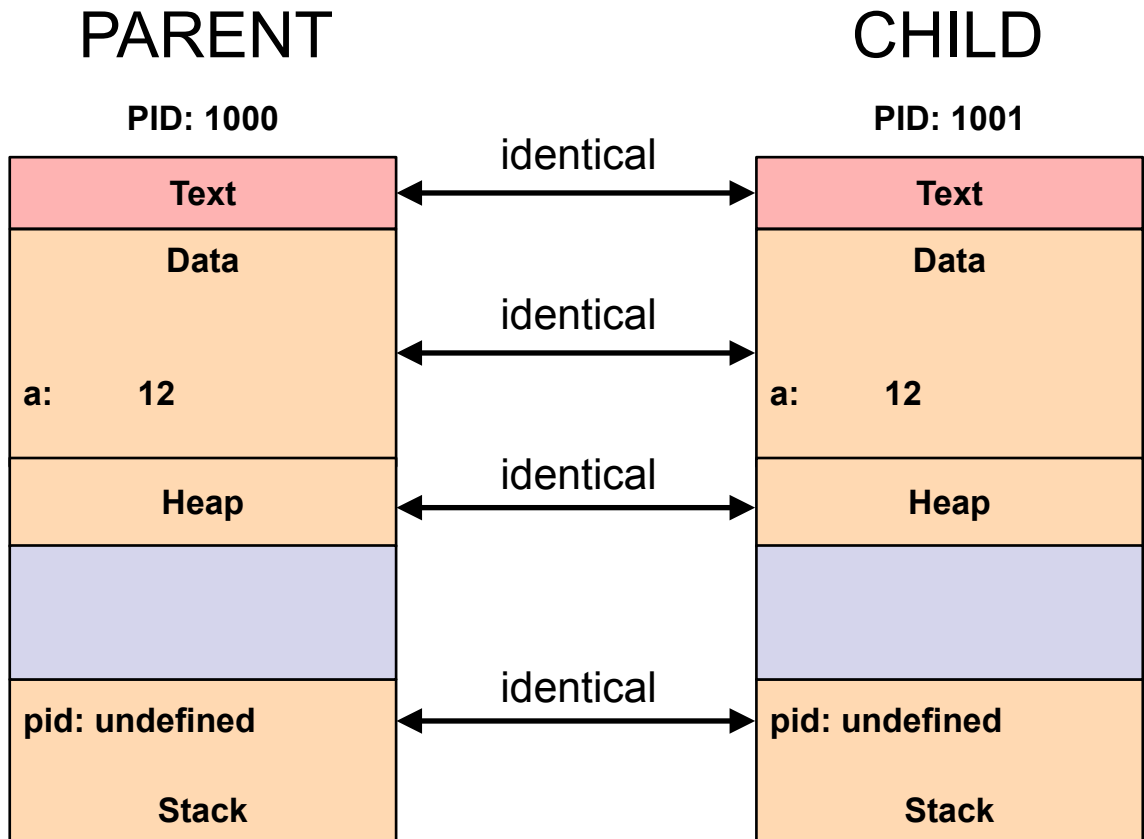 PARENT
CHILD
PID: 1000
PID: 1001
identical
Text
Text
Data
Data
identical
a: 12
a: 12
identical
Heap
Heap
identical
pid: undefined
pid: undefined
Stack
Stack